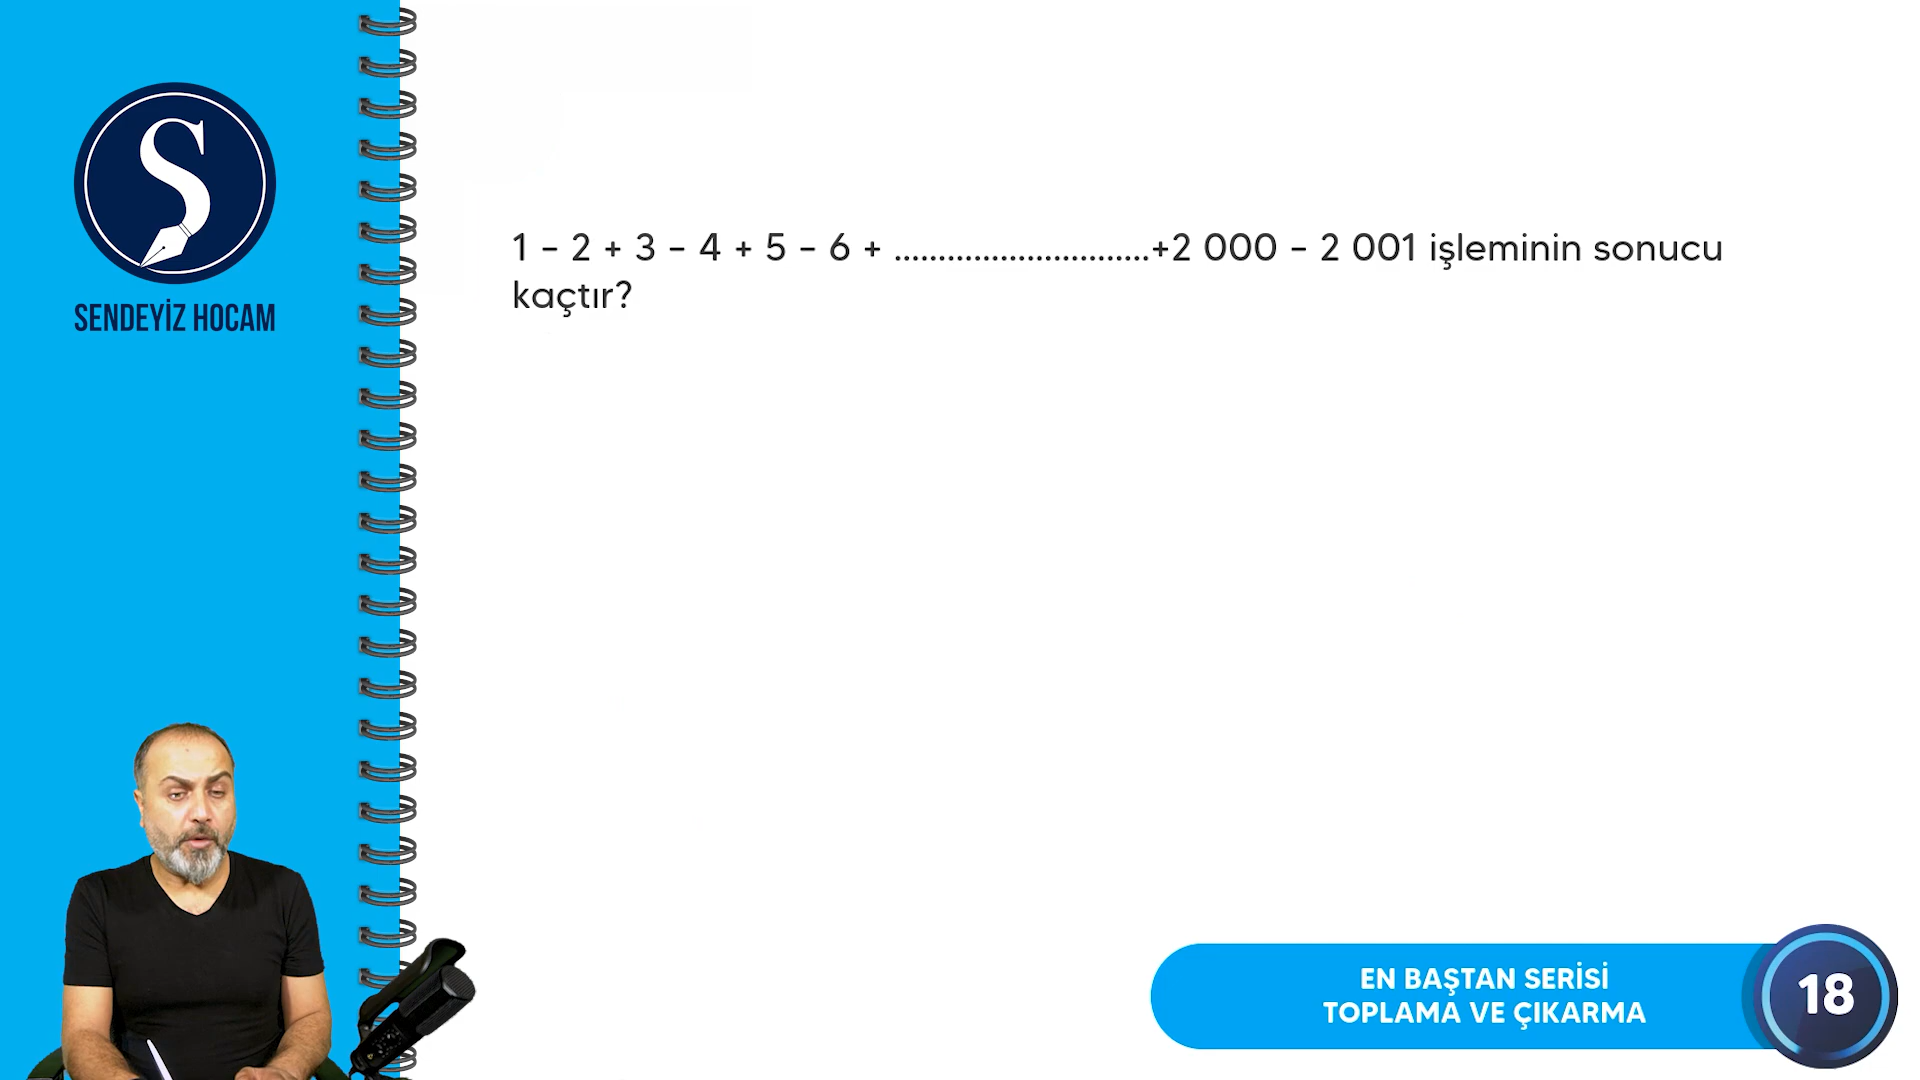 SENDEYİZ HOCAM
1 - 2 + 3 - 4 + 5 - 6 + .............................+2 000 - 2 001 işleminin sonucu
kaçtır?
EN BAŞTAN SERİSİ
TOPLAMA VE ÇIKARMA
18